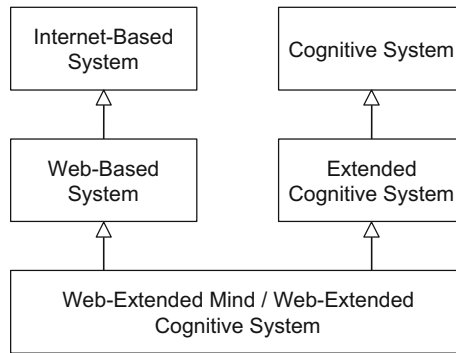 Internet-Based
System
Cognitive System
Web-Based
System
Extended
Cognitive System
Web-Extended Mind / Web-Extended
Cognitive System